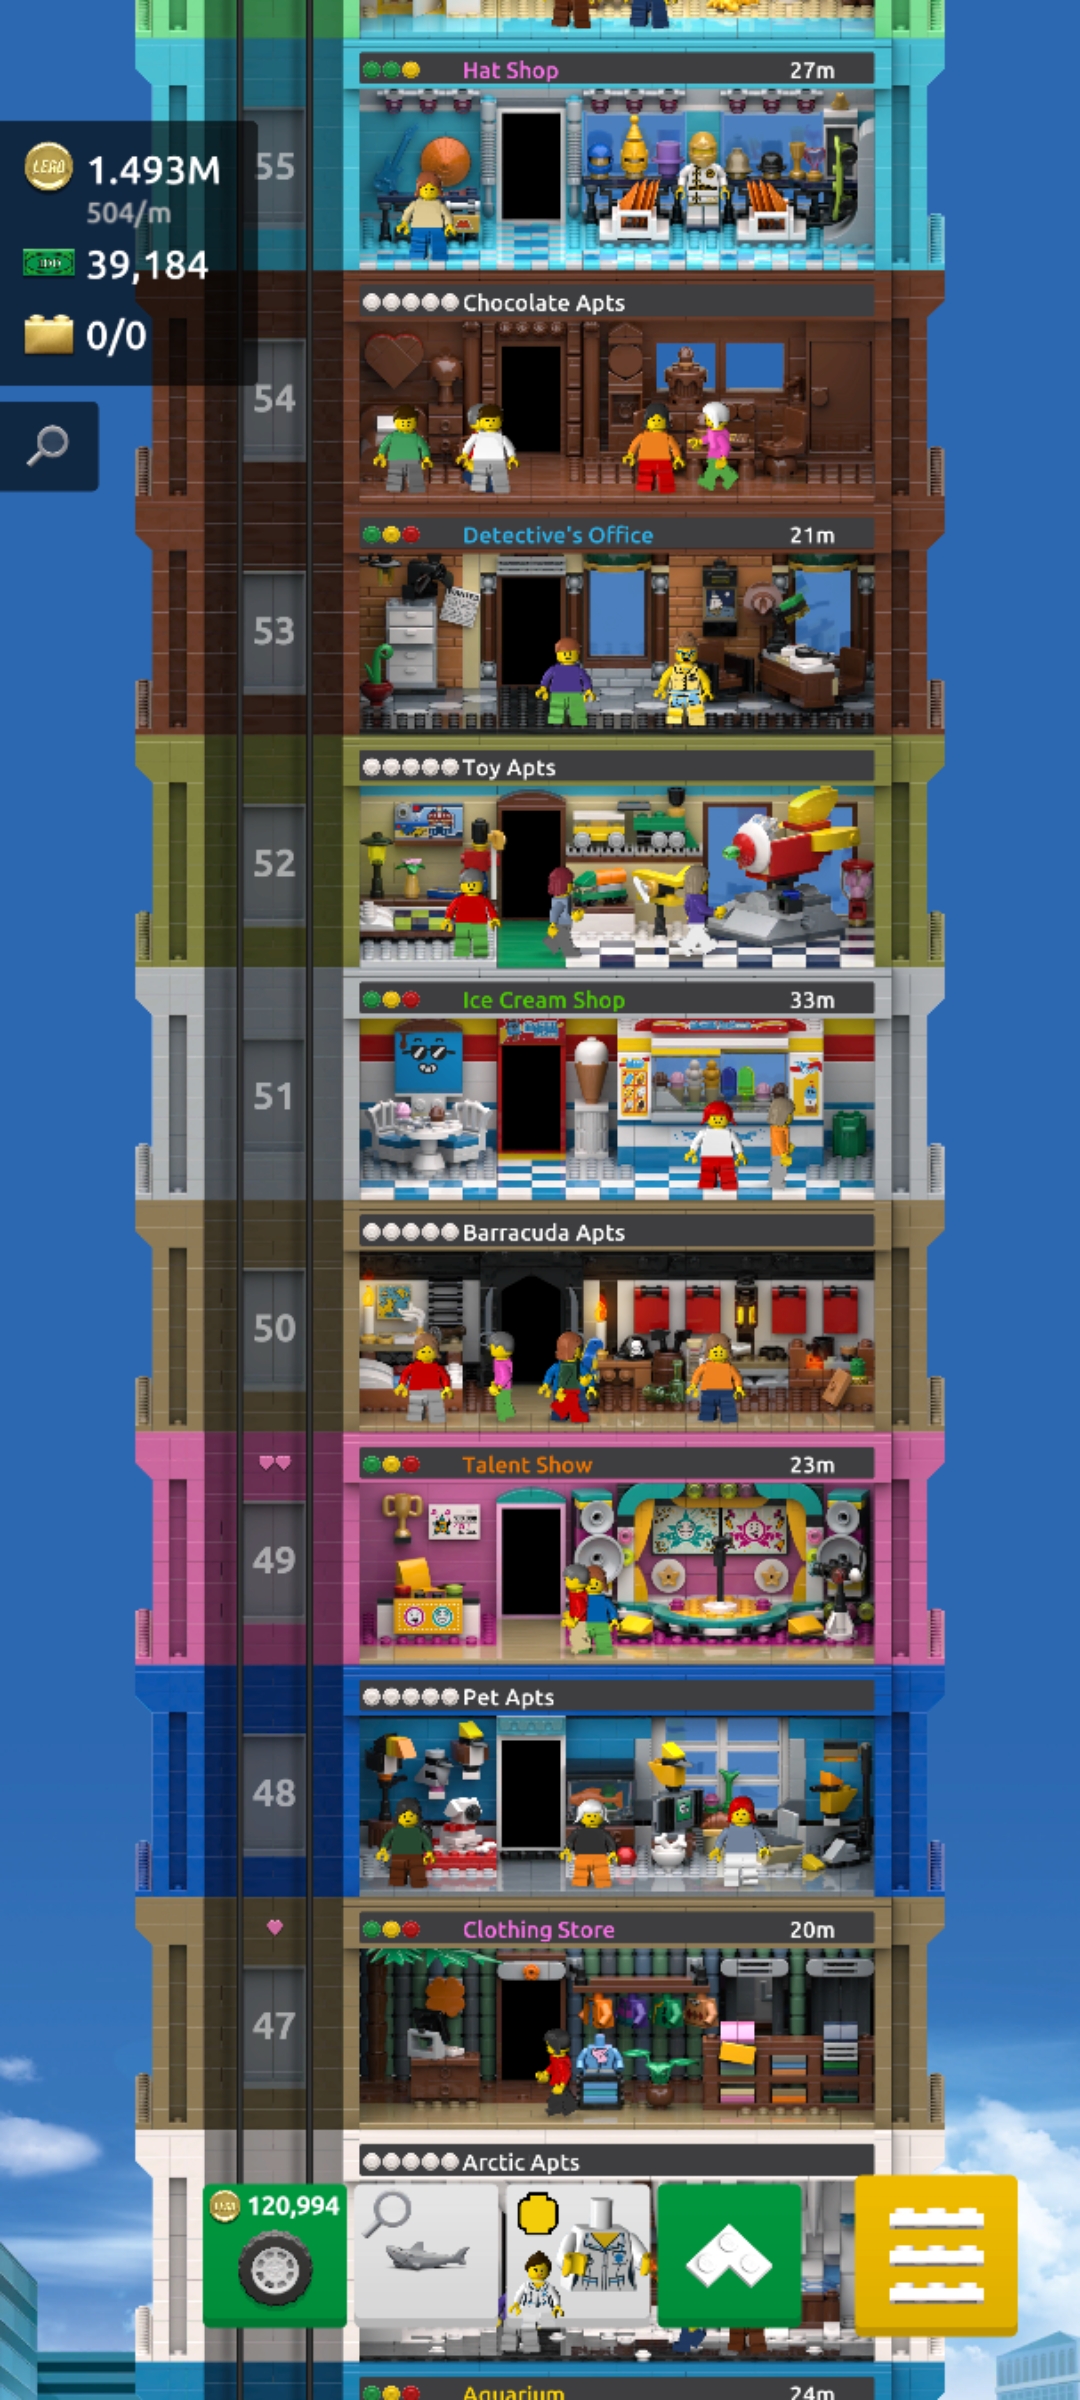 Hat Shop 27m
1.493M
55
504/m
39,184
0/0
Chocolate Apts
54
Detective's Office 21m
WANTED
53
Toy Apts
52
Ice Cream Shop 33m
51
Barracuda Apts
50
Talent Show 23m
49
Pet Apts
48
Clothing Store 20m
47
Arctic Apts
120,994
Aquarium 24m